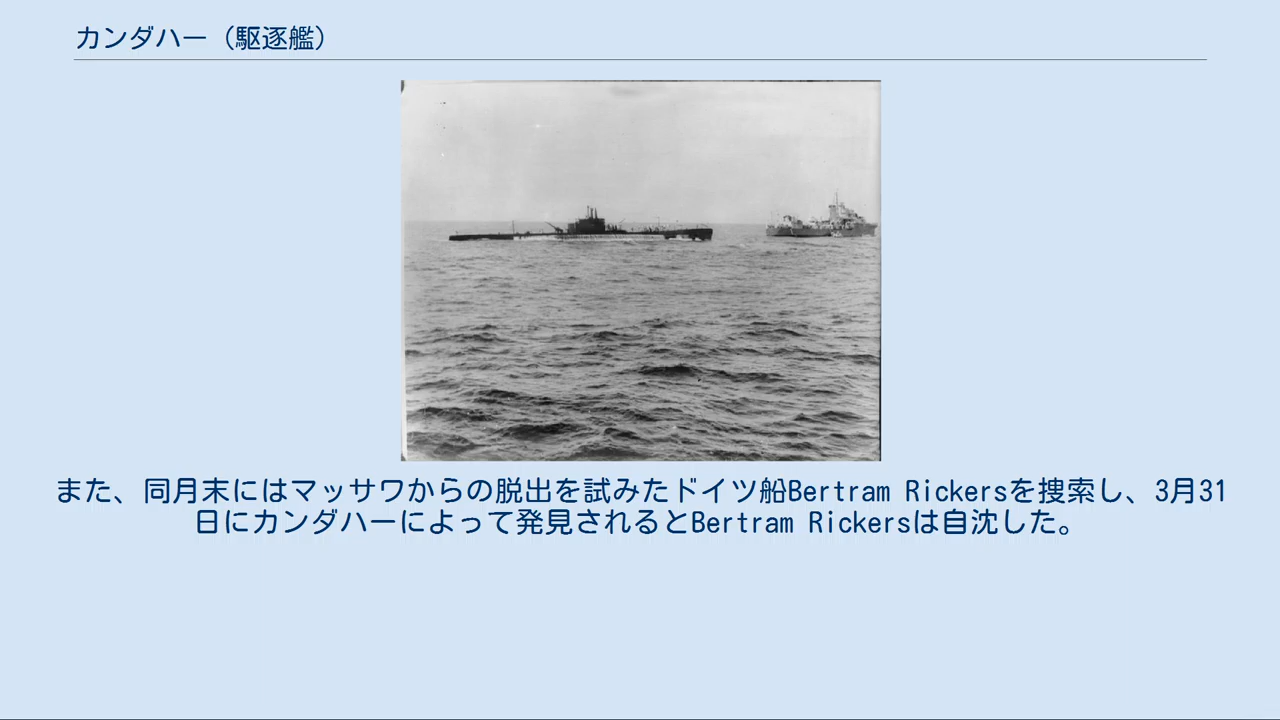 カンダハー（駆逐艦）
また、同月末にはマッサワからの脱出を試みたドイツ船Bertram Rickersを捜索し、3月31
日にカンダハーによって発見されるとBertram Rickersは自沈した。